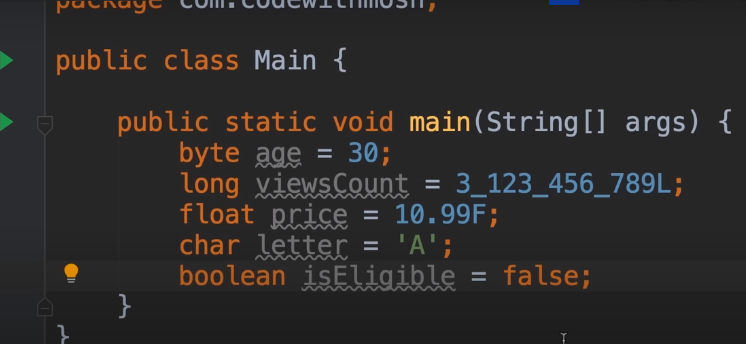 package com.codewithmosh;
public class Main {
public static void main(String[] args) {
byte age = 30;
long viewsCount = 3_123_456_789L;
float price = 10.99F;
char letter = 'A';
boolean isEligible = false;
}
}